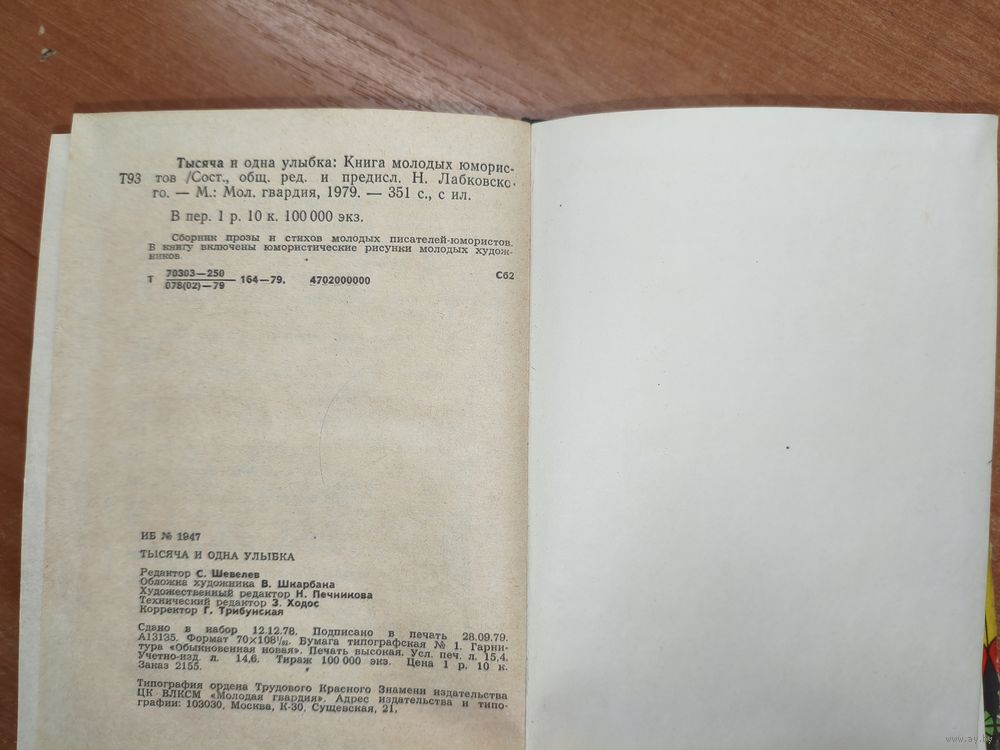 Тысяча и одна улыбка: Книга молодых юморис-
Т93 тов /Сост., общ. ред. и предисл. Н. Лабковско-
го. — М.: Мол. гвардия, 1979. — 351 с., с ил.
В пер. 1 р. 10 к. 100 000 экз.
Сборник прозы и стихов молодых писателей-юмористов.
В книгу включены юмористические рисунки молодых худож-
ников
70303—250
Т 164—79. 4702000000 Сб2
078(02)—79
ИБ № 1947
ТЫСЯЧА И ОДНА УЛЫБКА
Редактор С. Шевелев
Обложка художника В. Шкарбана
Художественный редактор Н. Печникова
Технический редактор З. Ходос
Корректор Г. Трибунская
Сдано в набор 12.12.78. Подписано в печать 28.09.79.
А13135. Формат 70×108¹/₃₂. Бумага типографская № 1. Гарни-
тура «Обыкновенная новая». Печать высокая. Усл. печ. л. 15,4.
Учетно-изд. л. 14,6. Тираж 100 000 экз. Цена 1 р. 10 к.
Заказ 2155.
Типография ордена Трудового Красного Знамени издательства
ЦК ВЛКСМ «Молодая гвардия». Адрес издательства и типо-
графии: 103030, Москва, К-30, Сущевская, 21.
www.ay.by